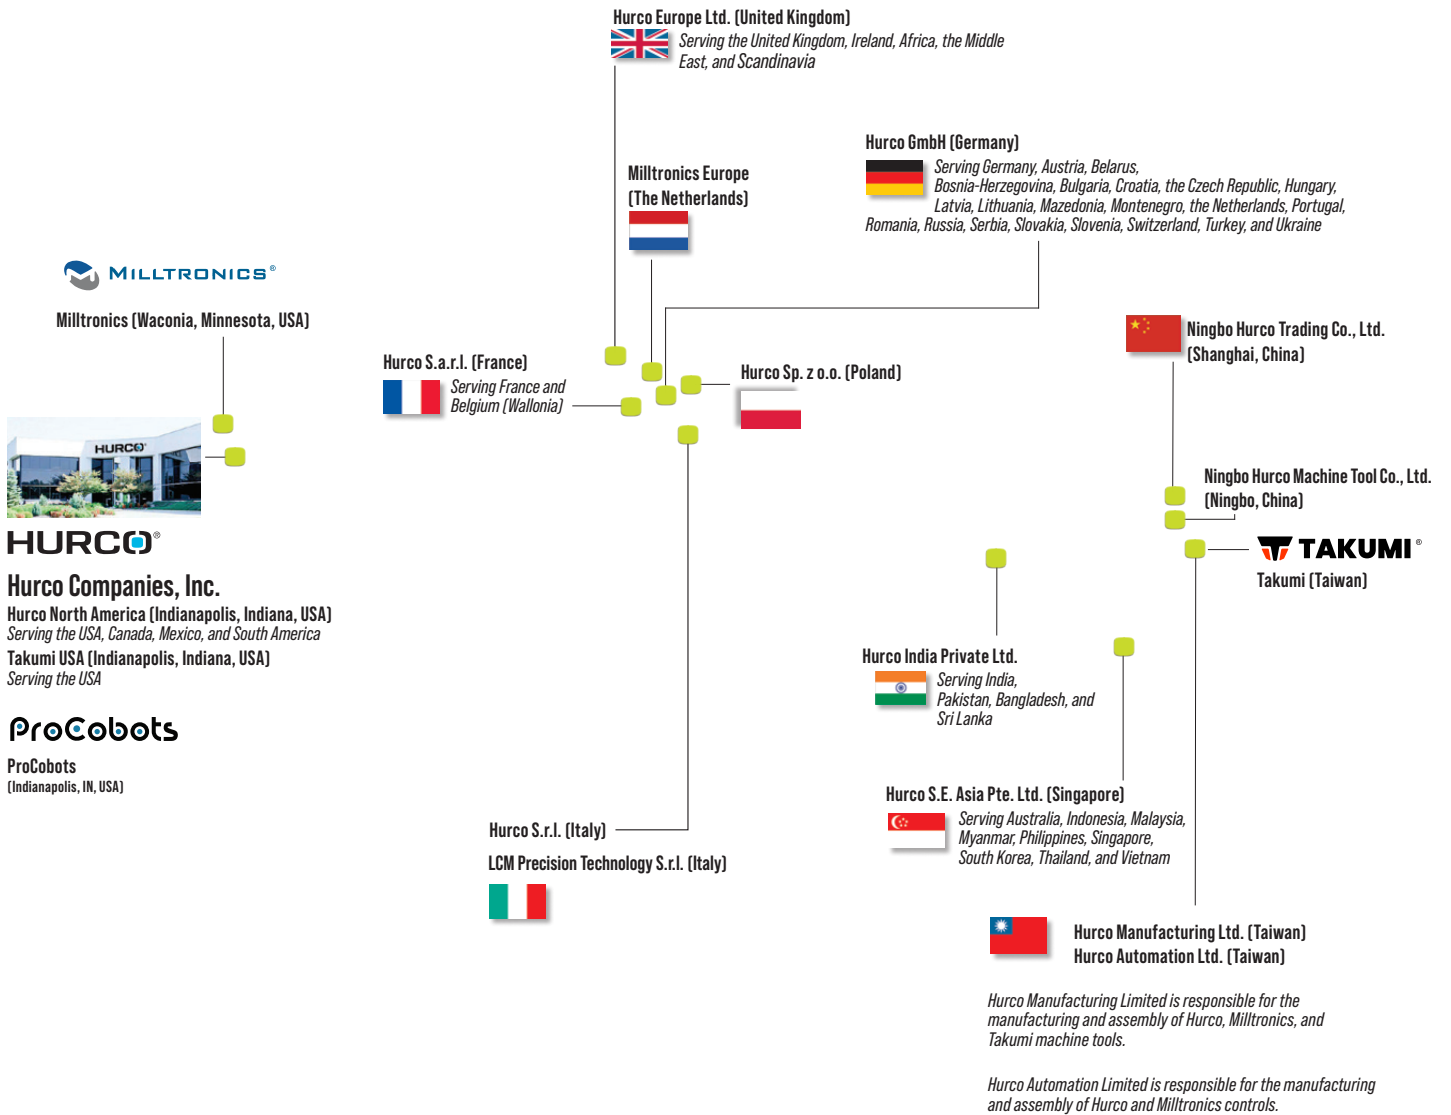 Hurco Europe Ltd. (United Kingdom)
Serving the United Kingdom, Ireland, Africa, the Middle
East, and Scandinavia
Hurco GmbH (Germany)
Serving Germany, Austria, Belarus,
Bosnia-Herzegovina, Bulgaria, Croatia, the Czech Republic, Hungary,
Latvia, Lithuania, Mazedonia, Montenegro, the Netherlands, Portugal,
Romania, Russia, Serbia, Slovakia, Slovenia, Switzerland, Turkey, and Ukraine
Milltronics Europe
(The Netherlands)
MILLTRONICS®
Milltronics (Waconia, Minnesota, USA)
Hurco S.a.r.l. (France)
Serving France and
Belgium (Wallonia)
Hurco Sp. z o.o. (Poland)
Ningbo Hurco Trading Co., Ltd.
(Shanghai, China)
Ningbo Hurco Machine Tool Co., Ltd.
(Ningbo, China)
TAKUMI®
Takumi (Taiwan)
HURCO
HURCO®
Hurco Companies, Inc.
Hurco North America (Indianapolis, Indiana, USA)
Serving the USA, Canada, Mexico, and South America
Takumi USA (Indianapolis, Indiana, USA)
Serving the USA
ProCobots
ProCobots
(Indianapolis, IN, USA)
Hurco India Private Ltd.
Serving India,
Pakistan, Bangladesh, and
Sri Lanka
Hurco S.E. Asia Pte. Ltd. (Singapore)
Serving Australia, Indonesia, Malaysia,
Myanmar, Philippines, Singapore,
South Korea, Thailand, and Vietnam
Hurco S.r.l. (Italy)
LCM Precision Technology S.r.l. (Italy)
Hurco Manufacturing Ltd. (Taiwan)
Hurco Automation Ltd. (Taiwan)
Hurco Manufacturing Limited is responsible for the
manufacturing and assembly of Hurco, Milltronics, and
Takumi machine tools.
Hurco Automation Limited is responsible for the manufacturing
and assembly of Hurco and Milltronics controls.